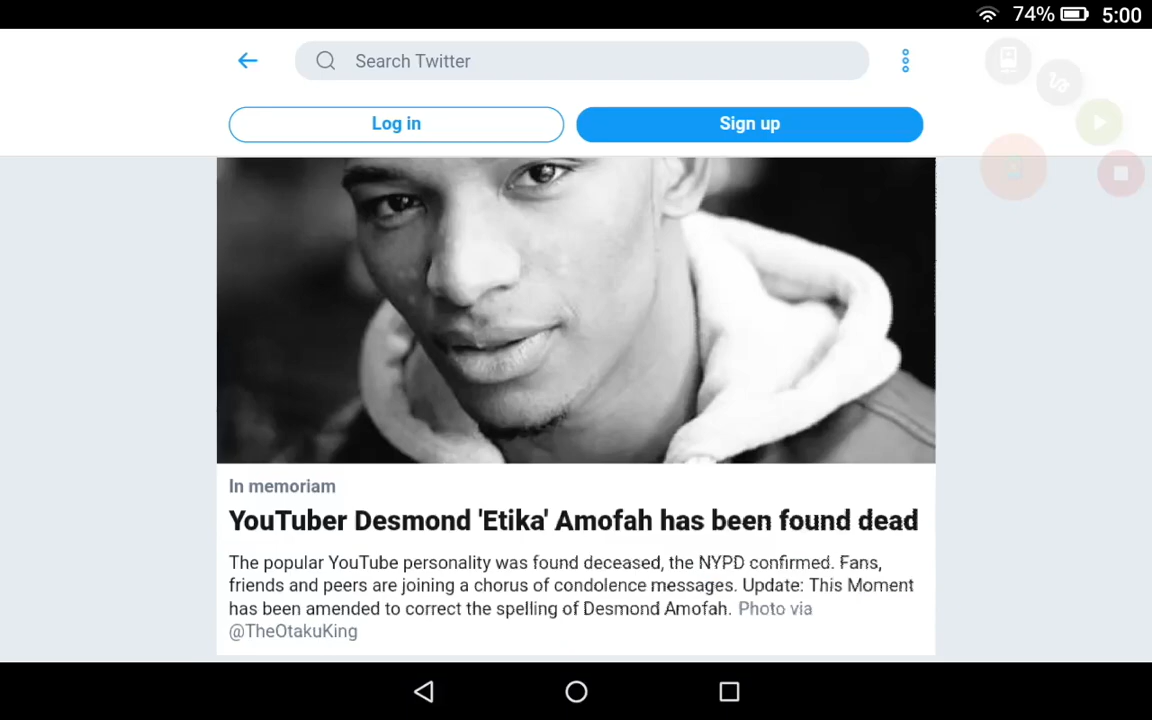 74% 5:00
Search Twitter
Log in
Sign up
In memoriam
YouTuber Desmond 'Etika' Amofah has been found dead
The popular YouTube personality was found deceased, the NYPD confirmed. Fans,
friends and peers are joining a chorus of condolence messages. Update: This Moment
has been amended to correct the spelling of Desmond Amofah. Photo via
@TheOtakuKing